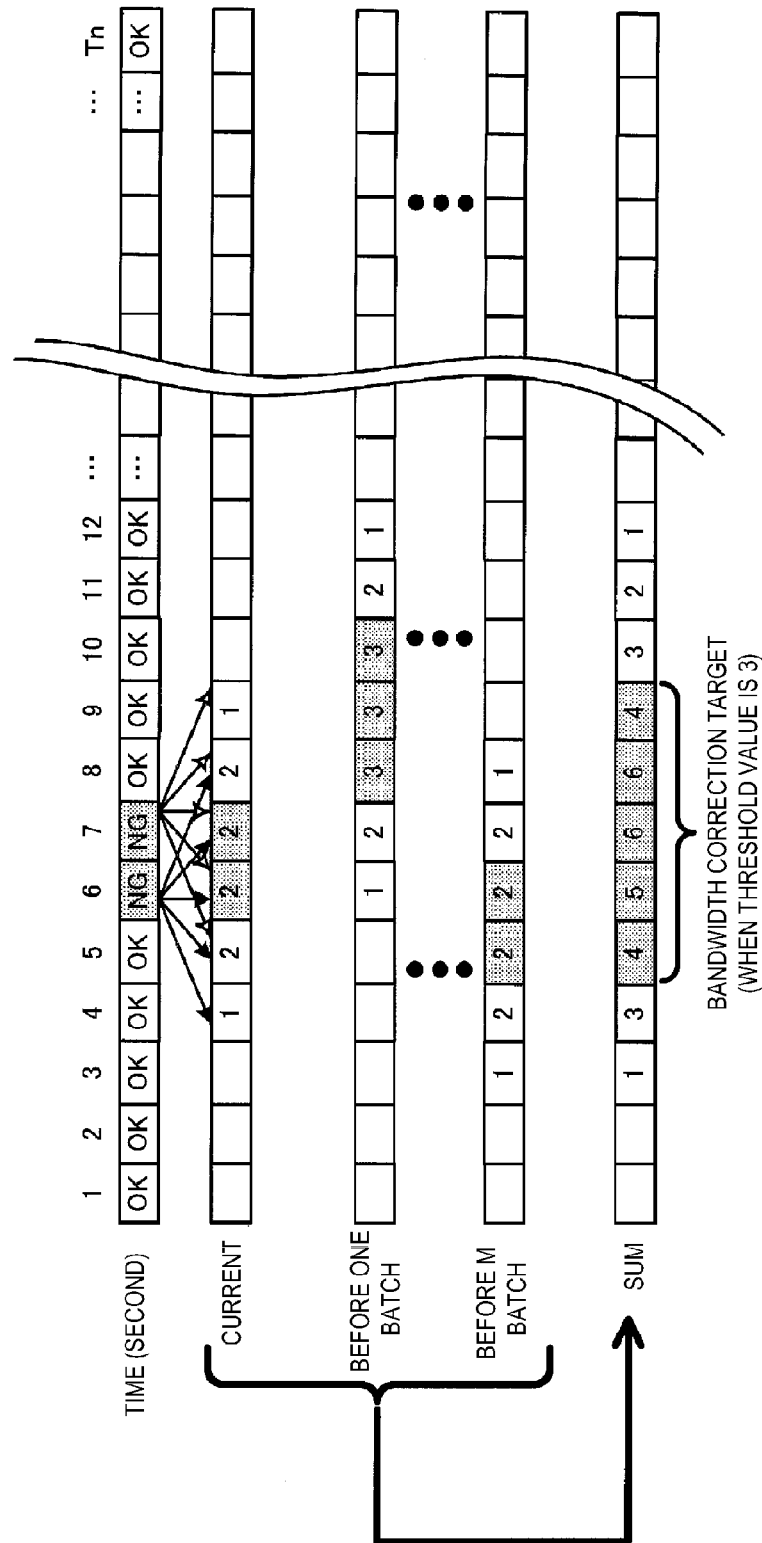 1 2 3 4 5 6 7 8 9 10 11 12 ... ... Tn
TIME (SECOND) OK OK OK OK OK NG NG OK OK OK OK OK ... ... OK
CURRENT 1 2 2 2 2 1
BEFORE ONE
BATCH
1 2 3 3 3 2 1
BEFORE M
BATCH
1 2 2 2 2 1
SUM 1 3 4 5 6 6 4 3 2 1
BANDWIDTH CORRECTION TARGET
(WHEN THRESHOLD VALUE IS 3)